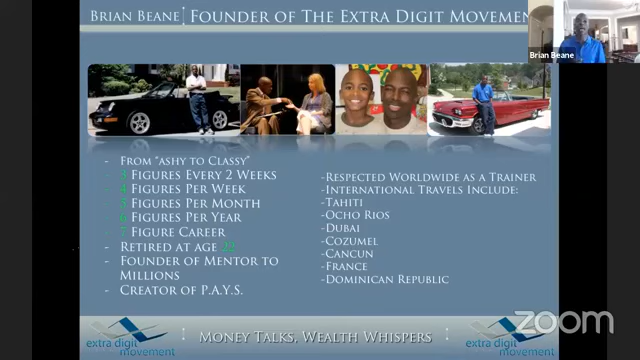 Brian Beane Founder of The Extra Digit Movement
Brian Beane
- From "ashy to Classy"
- 3 Figures Every 2 Weeks
- 4 Figures Per Week
- 5 Figures Per Month
- 6 Figures Per Year
- 7 Figure Career
- Retired at age 22
- Founder of Mentor to
Millions
- Creator of P.A.Y.S.
-Respected Worldwide as a Trainer
-International Travels Include:
-Tahiti
-Ocho Rios
-Dubai
-Cozumel
-Cancun
-France
-Dominican Republic
extra digit
movement
Money Talks, Wealth Whispers
extra digit
movement
zoom